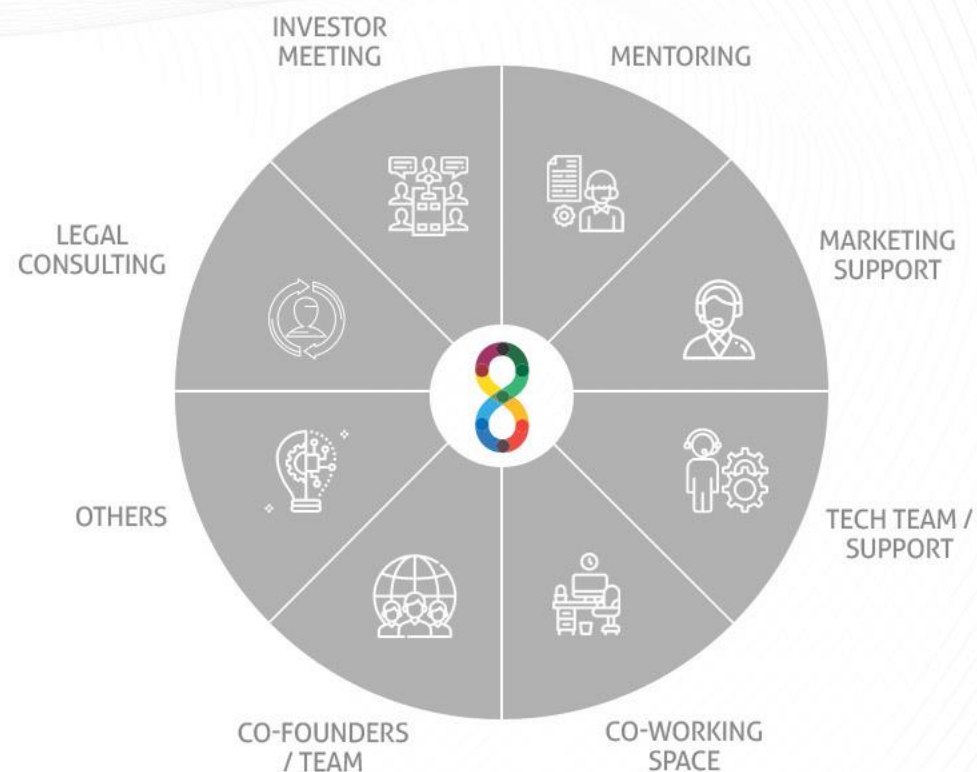 INVESTOR
MEETING
MENTORING
LEGAL
CONSULTING
MARKETING
SUPPORT
OTHERS
TECH TEAM /
SUPPORT
CO-FOUNDERS
/ TEAM
CO-WORKING
SPACE